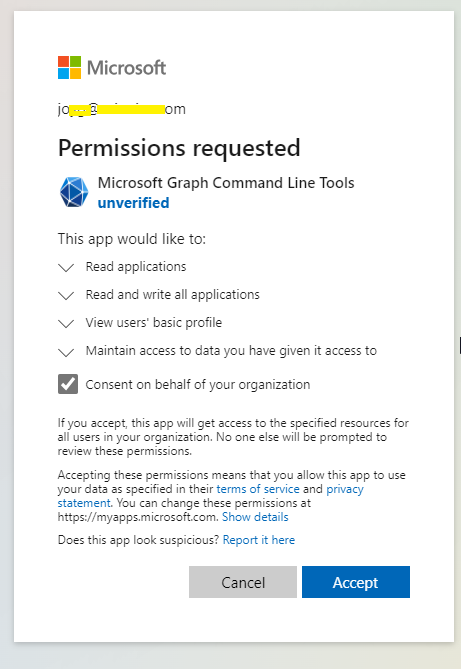 Microsoft
Permissions requested
Microsoft Graph Command Line Tools
unverified
This app would like to:
Read applications
Read and write all applications
View users' basic profile
Maintain access to data you have given it access to
Consent on behalf of your organization
If you accept, this app will get access to the specified resources for
all users in your organization. No one else will be prompted to
review these permissions.
Accepting these permissions means that you allow this app to use
your data as specified in their terms of service and privacy
statement. You can change these permissions at
https://myapps.microsoft.com. Show details
Does this app look suspicious? Report it here
Cancel Accept